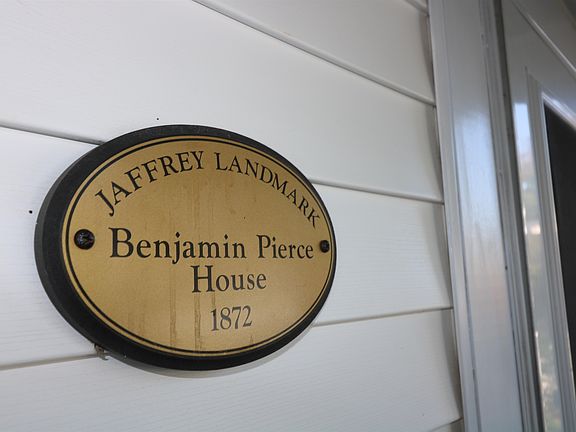 JAFFREY LANDMARK
Benjamin Pierce
House
1872